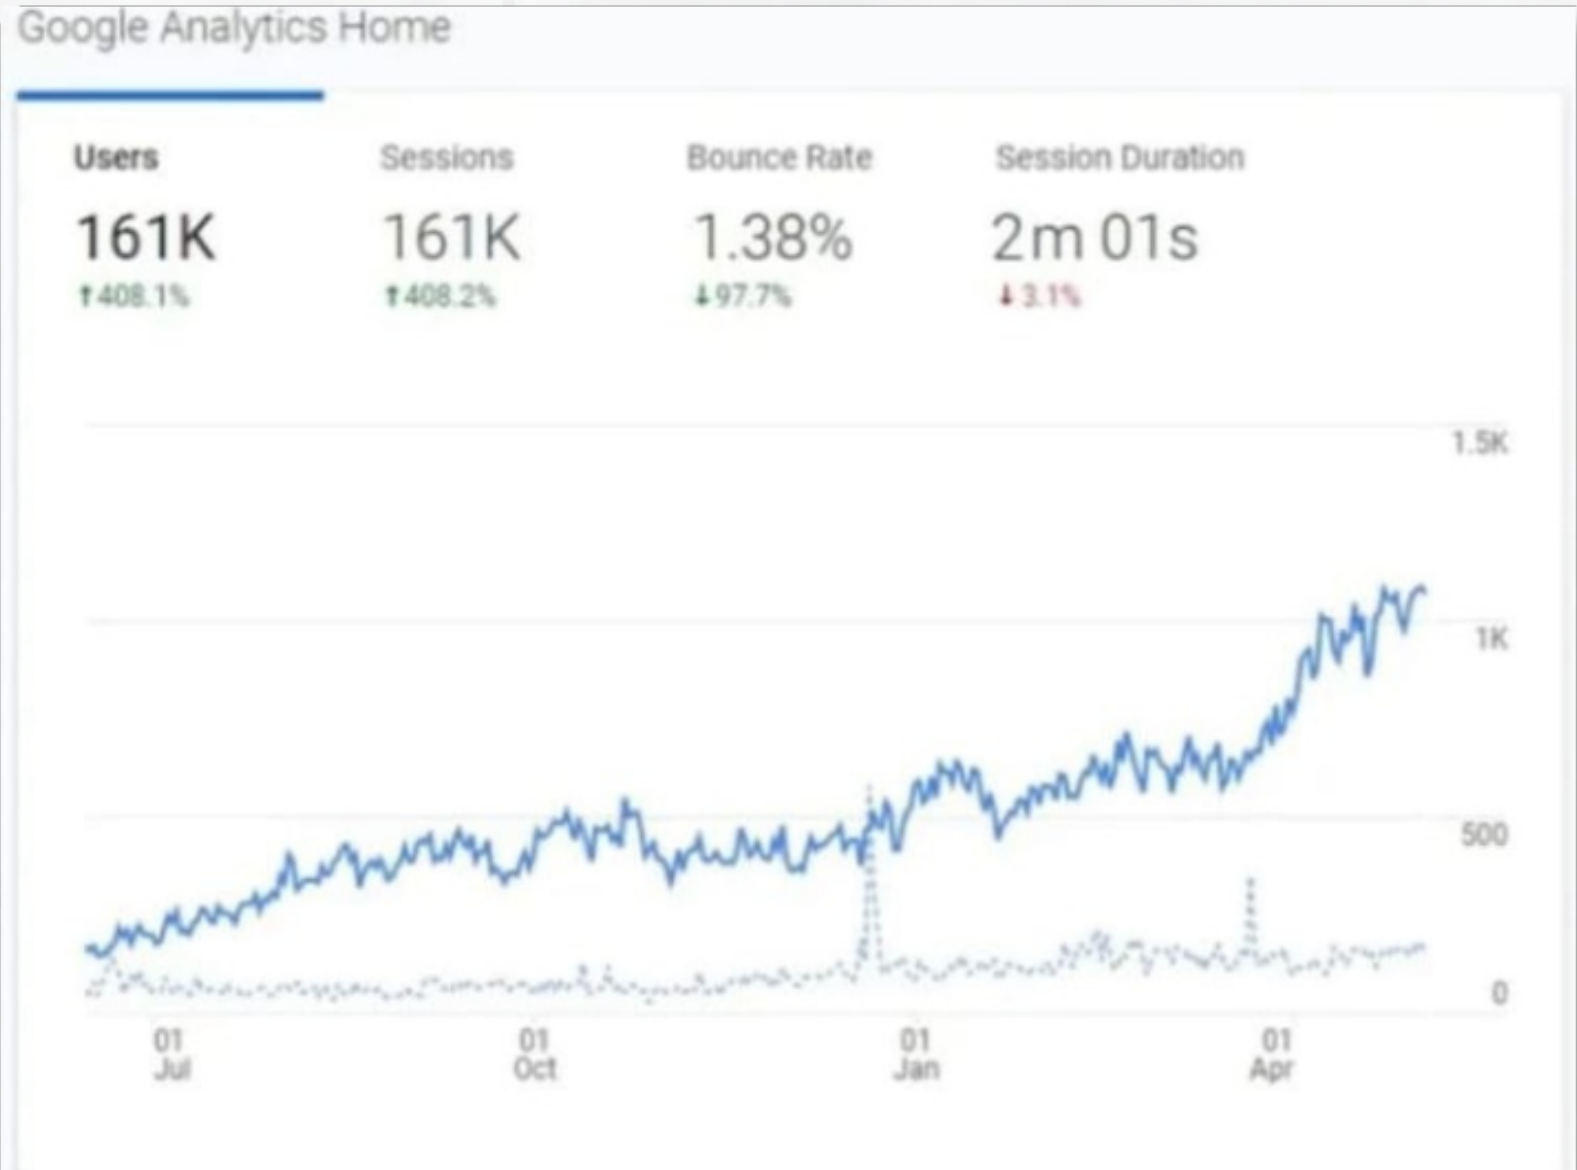 Google Analytics Home
Users
Sessions
Bounce Rate
Session Duration
161K
161K
1.38%
2m 01s
↑408.1%
↑408.2%
↓97.7%
↓3.1%
1.5K
1K
500
0
01
Jul
01
Oct
01
Jan
01
Apr